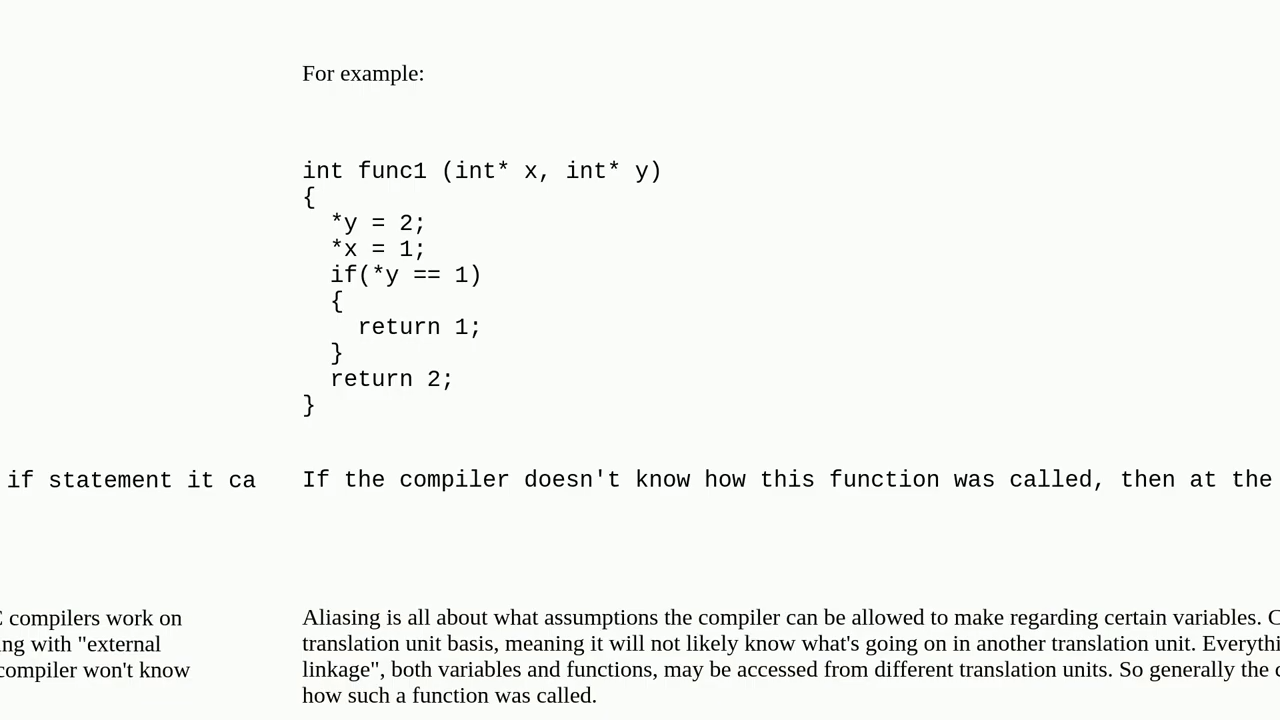 For example:
int func1 (int* x, int* y)
{
  *y = 2;
  *x = 1;
  if(*y == 1)
  {
    return 1;
  }
  return 2;
}
if statement it ca
If the compiler doesn't know how this function was called, then at the
compilers work on
ing with "external
compiler won't know
Aliasing is all about what assumptions the compiler can be allowed to make regarding certain variables. C
translation unit basis, meaning it will not likely know what's going on in another translation unit. Everythi
linkage", both variables and functions, may be accessed from different translation units. So generally the c
how such a function was called.